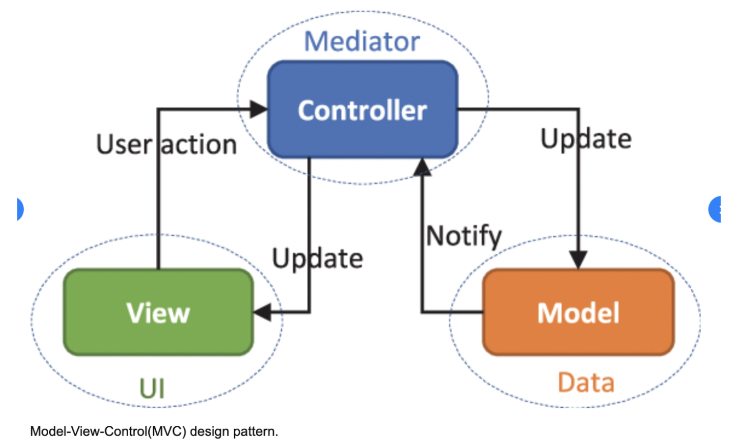 Mediator
Controller
User action
Update
Update
Notify
View
Model
UI
Data
Model-View-Control(MVC) design pattern.